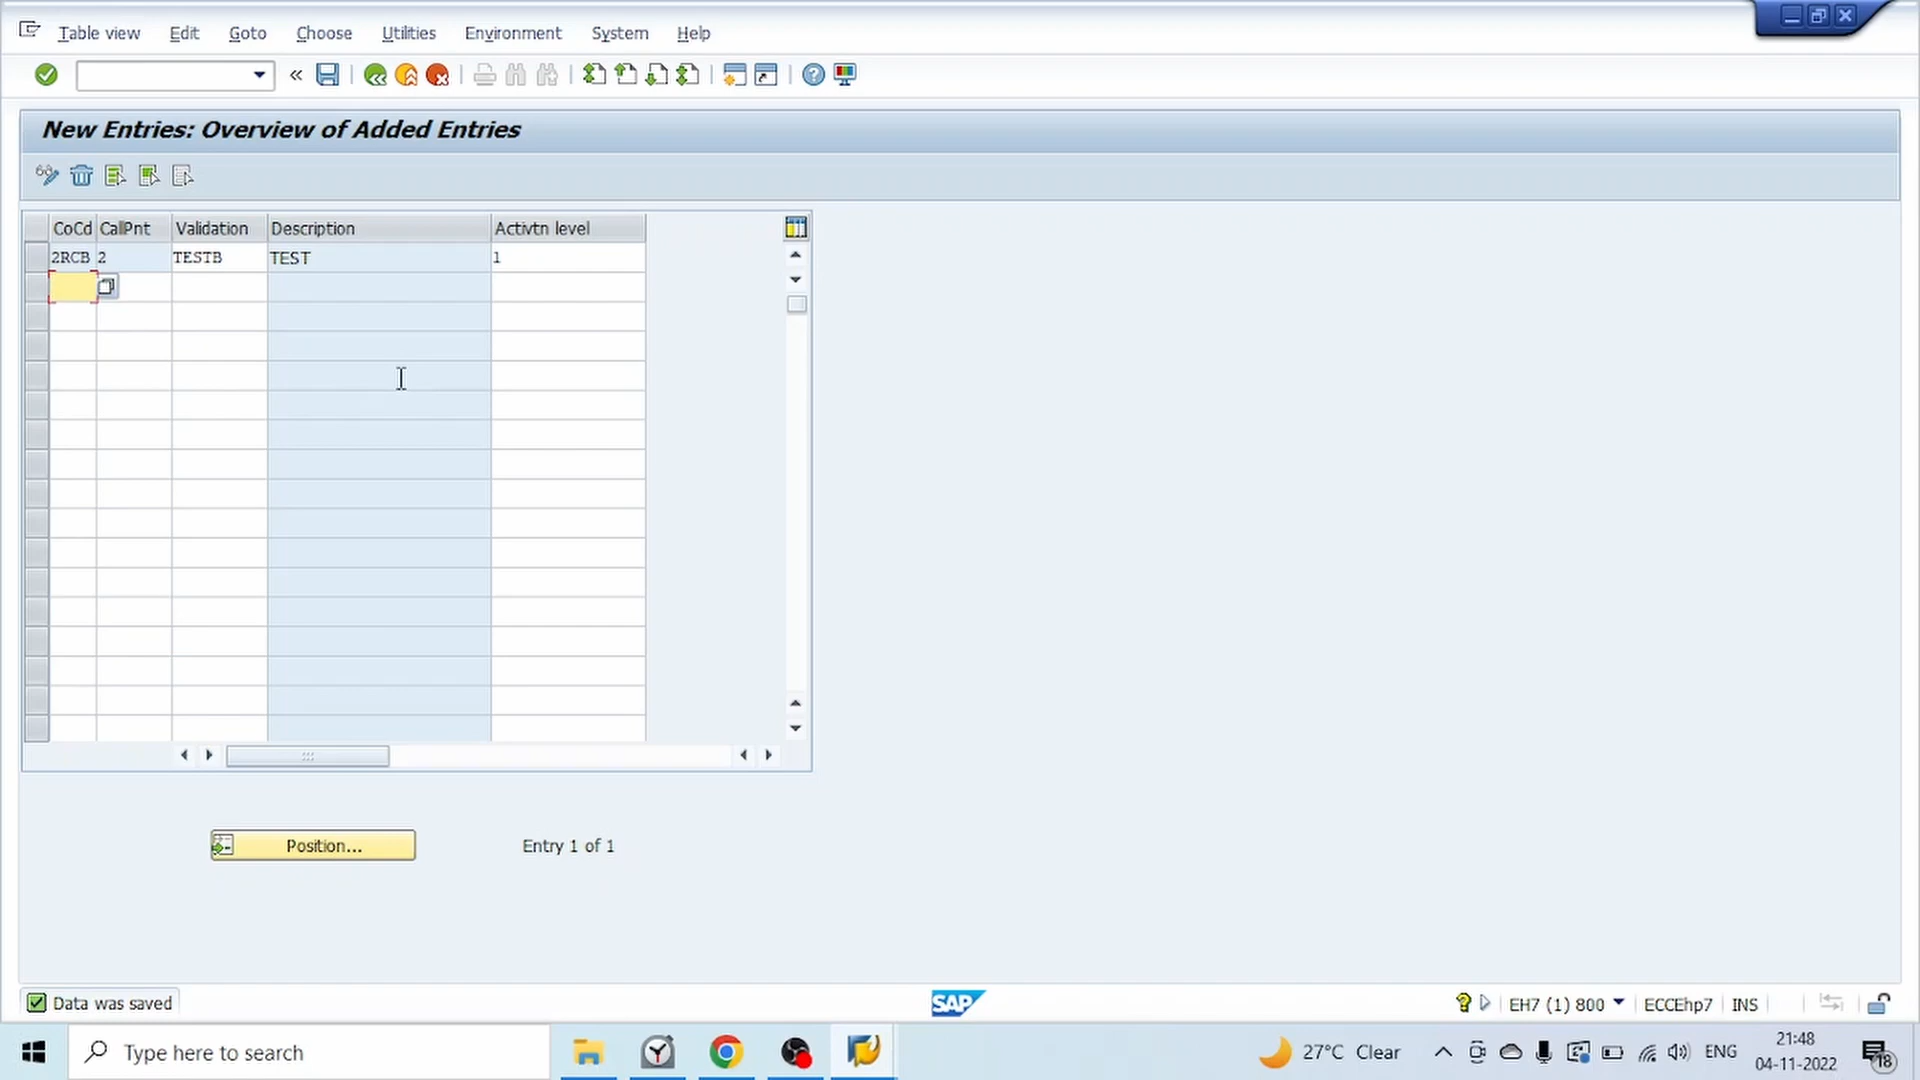 Table view Edit Goto Choose Utilities Environment System Help
New Entries: Overview of Added Entries
CoCd CallPnt Validation Description Activtn level
2RCB 2 TESTB TEST 1
Position... Entry 1 of 1
Data was saved SAP EH7 (1) 800 ECCEhp7 INS
Type here to search 27°C Clear ENG 21:48
04-11-2022 18